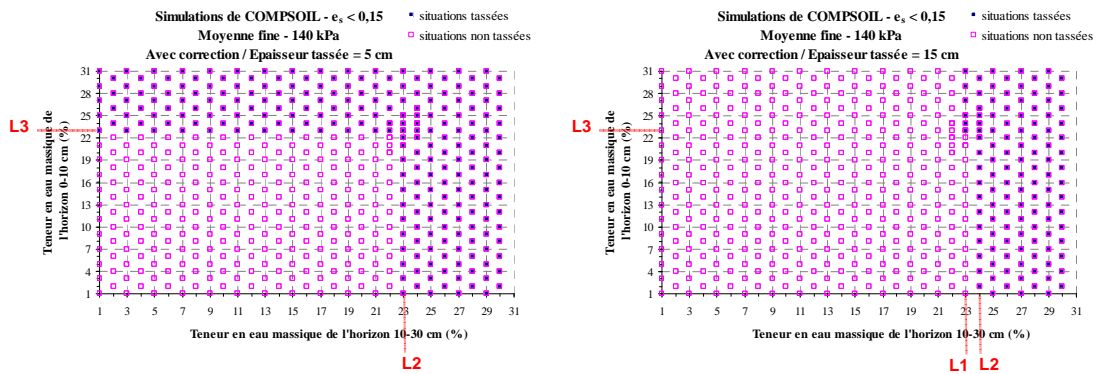 Simulations de COMPSOIL - es < 0,15
situations tassées
Moyenne fine - 140 kPa
situations non tassées
Avec correction / Epaisseur tassée = 5 cm
31
28
25
22
19
16
13
10
7
4
1
L3
Teneur en eau massique de
l'horizon 0-10 cm (%)
1 3 5 7 9 11 13 15 17 19 21 23 25 27 29 31
Teneur en eau massique de l'horizon 10-30 cm (%)
L2
Simulations de COMPSOIL - es < 0,15
situations tassées
Moyenne fine - 140 kPa
situations non tassées
Avec correction / Epaisseur tassée = 15 cm
31
28
25
22
19
16
13
10
7
4
1
L3
Teneur en eau massique de
l'horizon 0-10 cm (%)
1 3 5 7 9 11 13 15 17 19 21 23 25 27 29 31
Teneur en eau massique de l'horizon 10-30 cm (%)
L1 L2